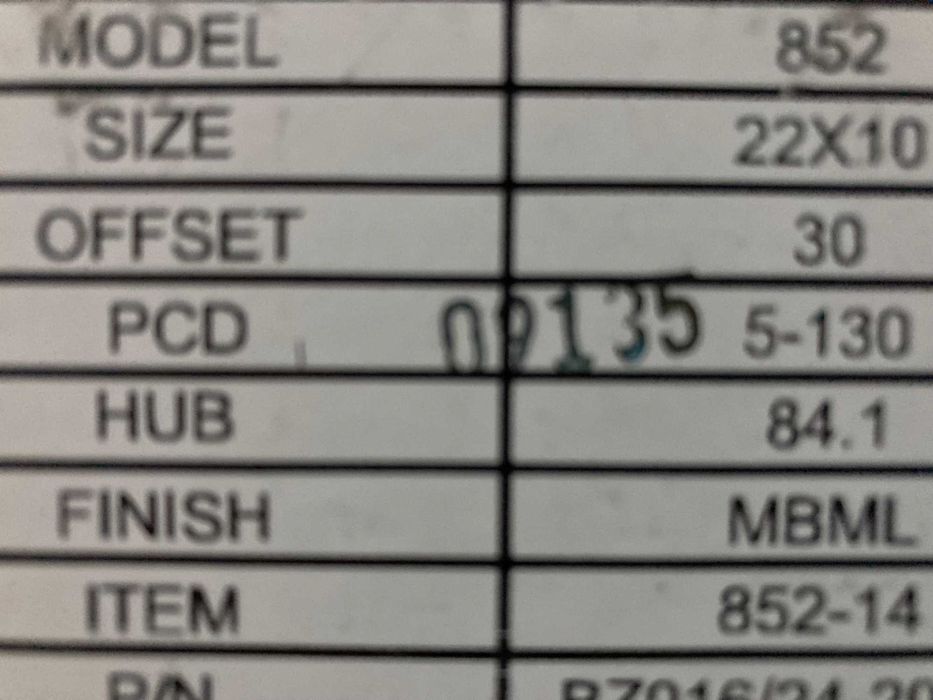 MODEL 852
SIZE 22X10
OFFSET 30
PCD 09135 5-130
HUB 84.1
FINISH MBML
ITEM 852-14
P/N